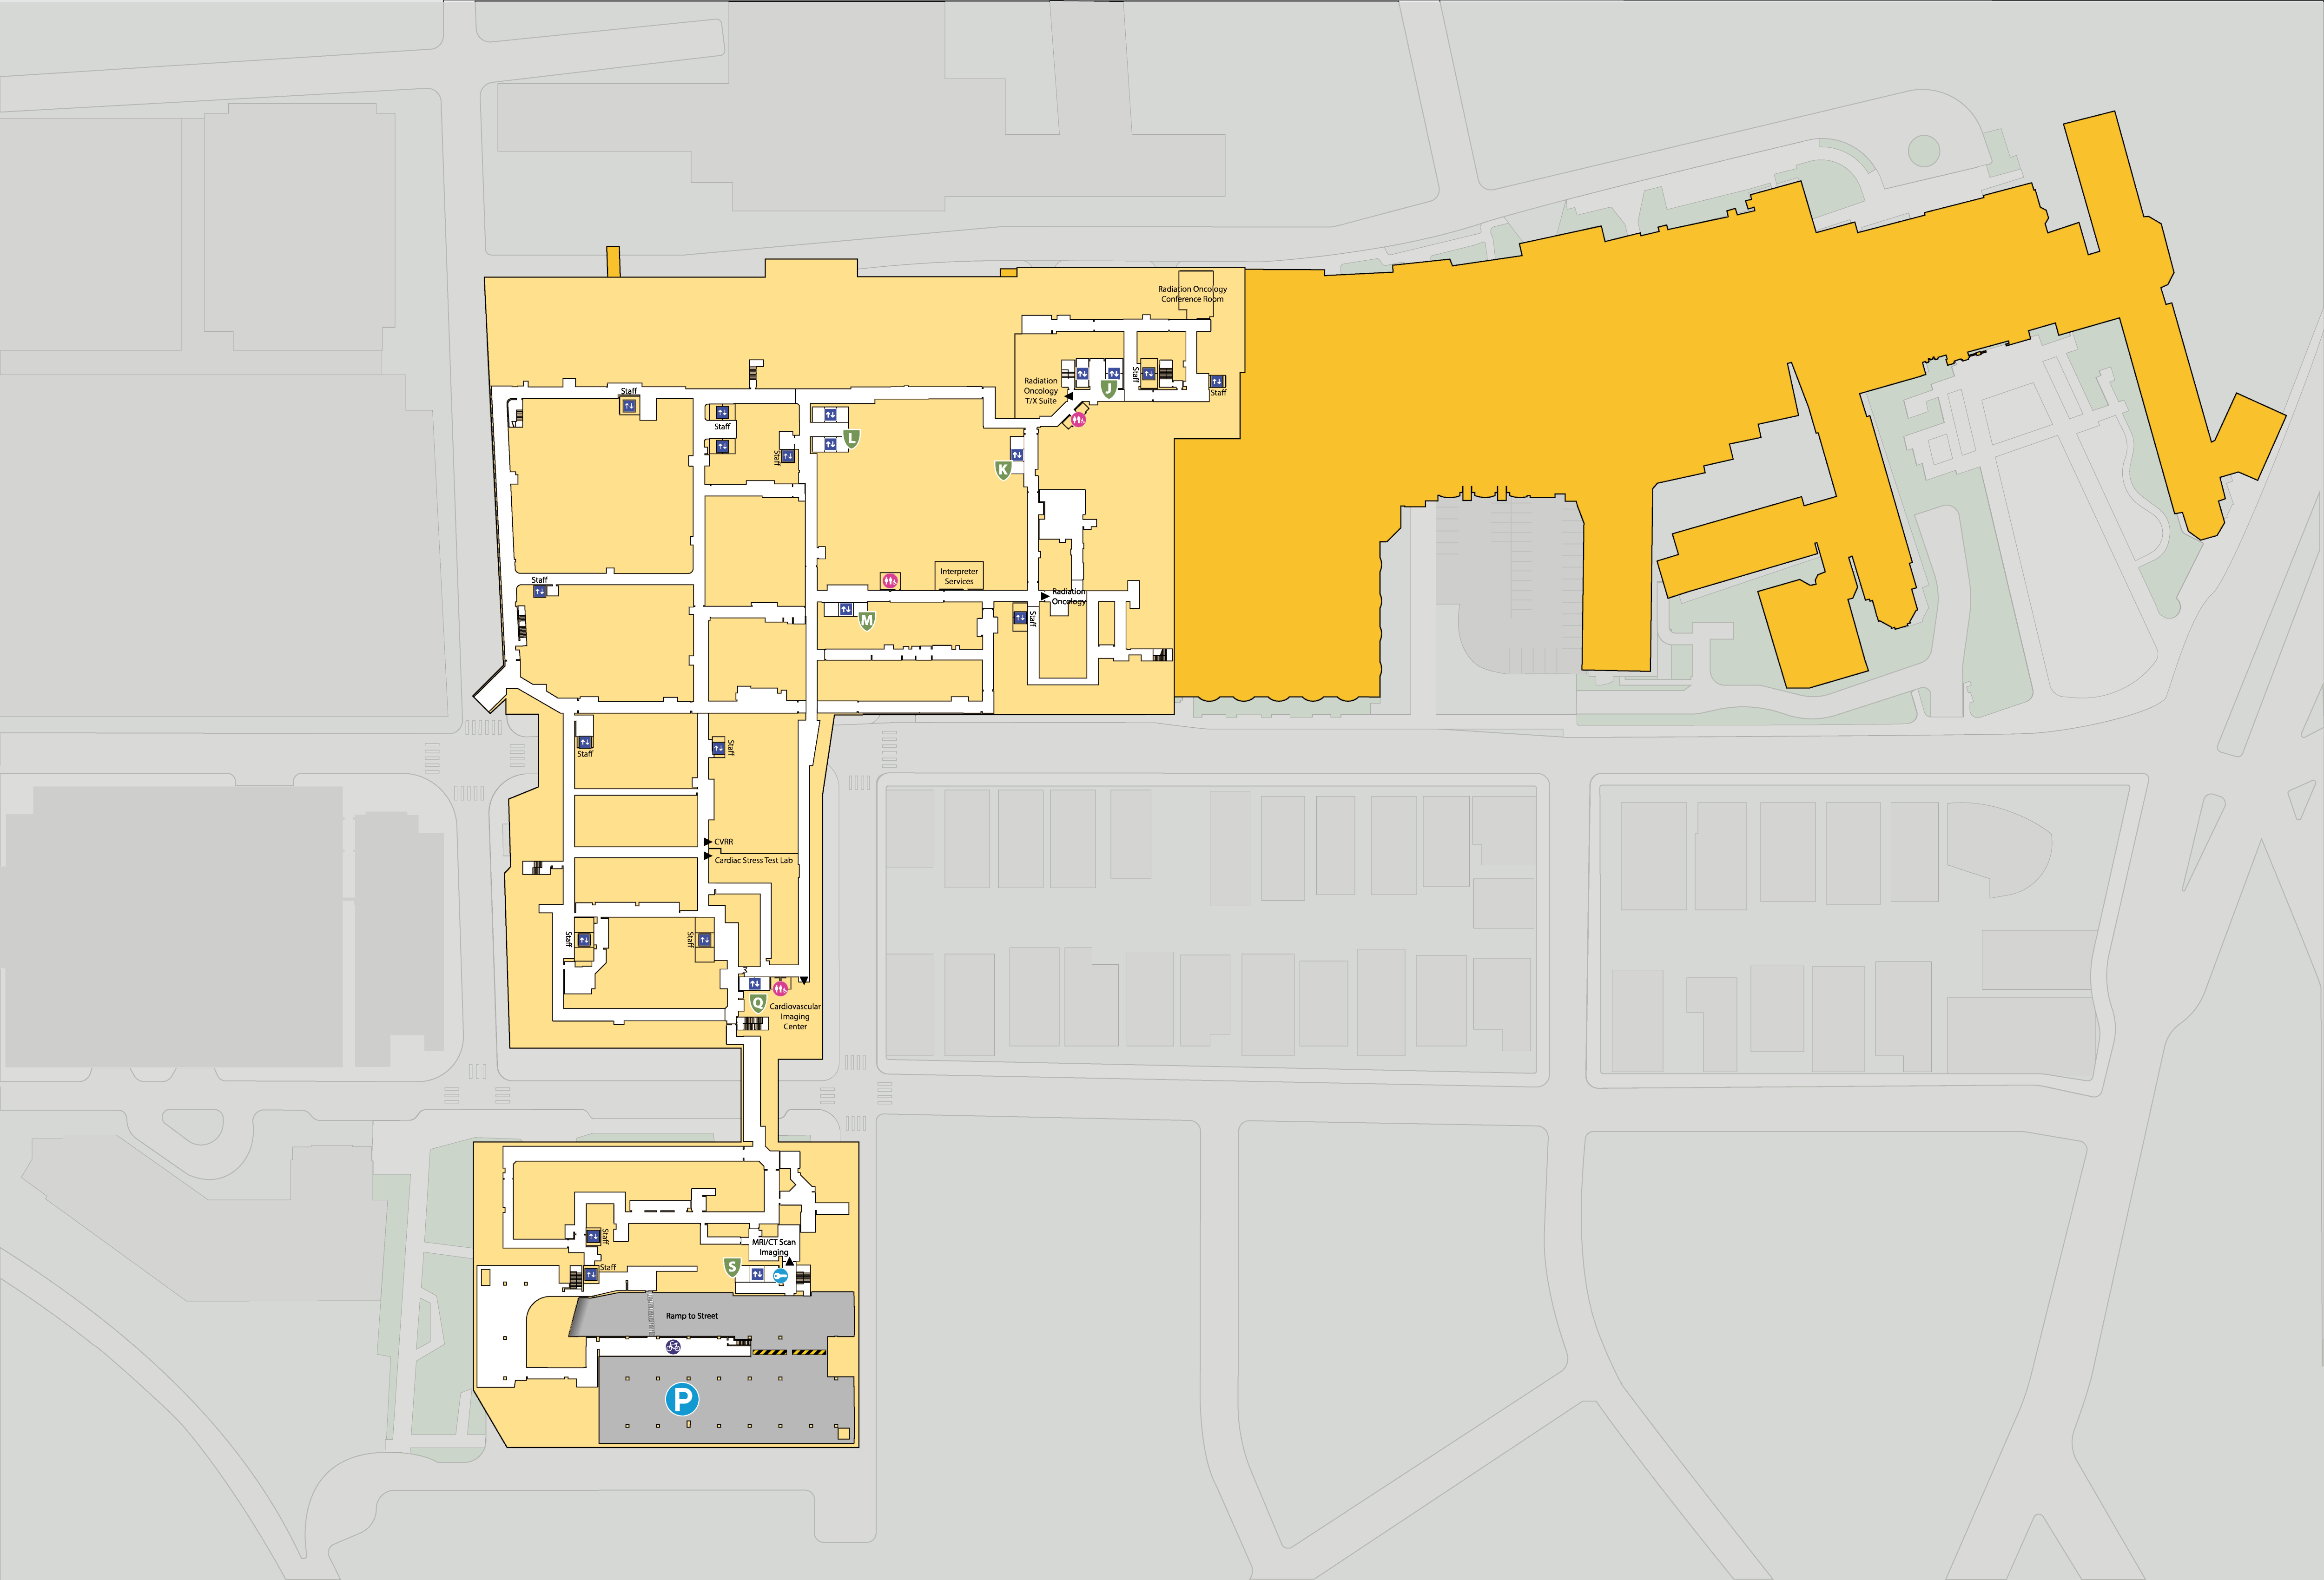 Radiation Oncology
Conference Room
Radiation
Oncology
T/X Suite
J
Staff
Staff
Staff
Staff
L
Staff
K
Staff
Interpreter
Services
Radiation
Oncology
M
Staff
Staff
Staff
CVRR
Cardiac Stress Test Lab
Staff
Staff
Q
Cardiovascular
Imaging
Center
Staff
MRI/CT Scan
Imaging
S
Staff
Ramp to Street
P